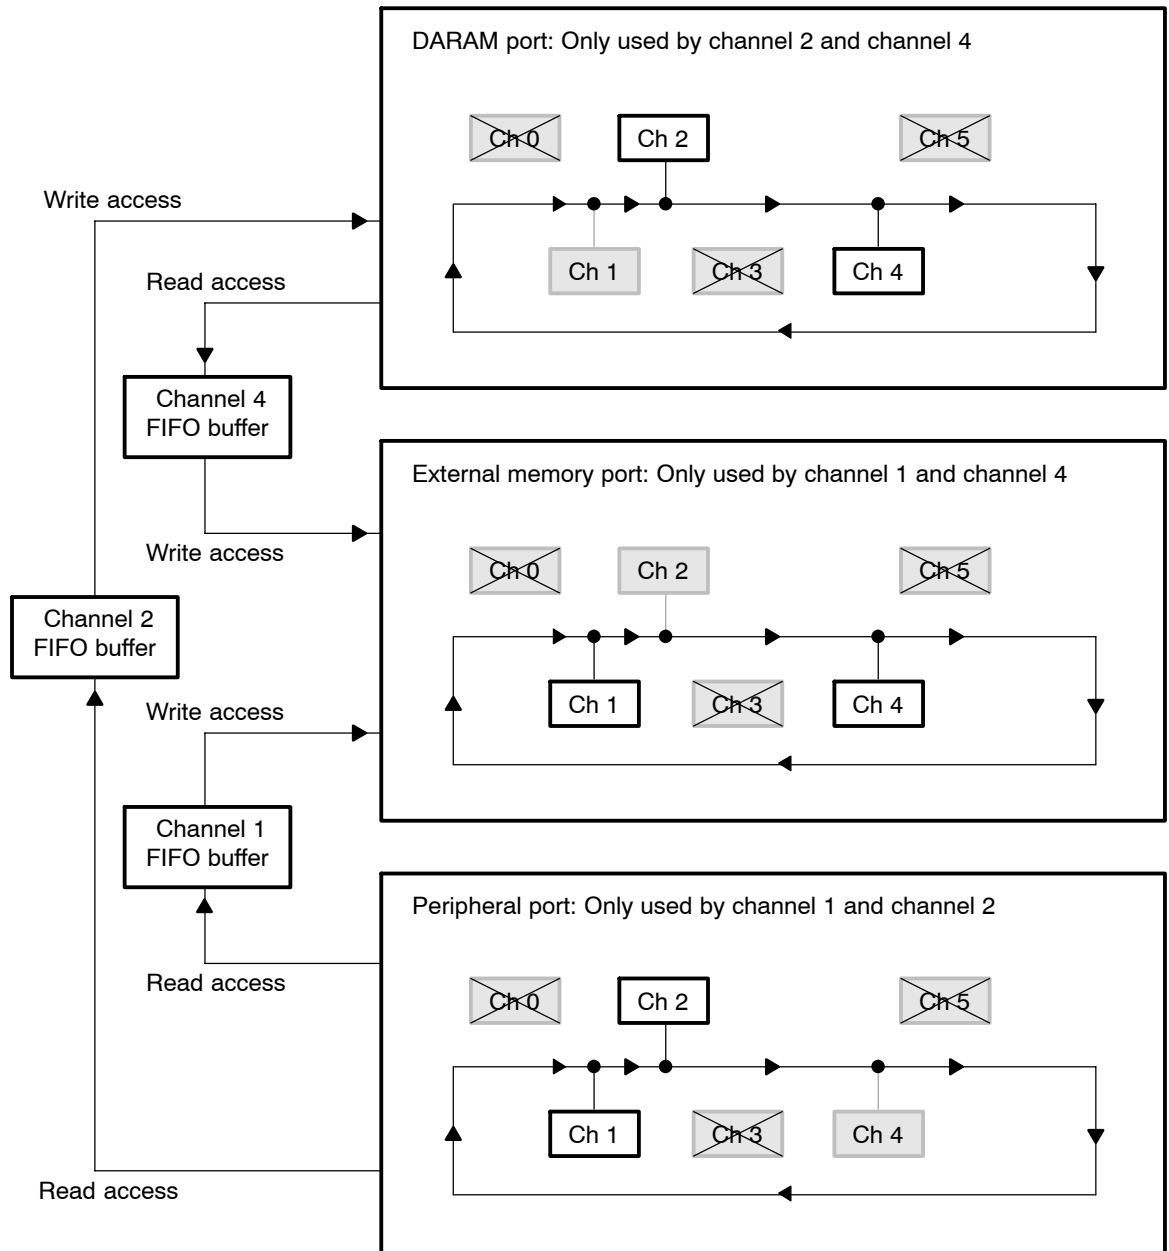 DARAM port: Only used by channel 2 and channel 4
Ch 0
Ch 2
Ch 5
Write access
Ch 1
Ch 3
Ch 4
Read access
Channel 4
FIFO buffer
External memory port: Only used by channel 1 and channel 4
Write access
Ch 0
Ch 2
Ch 5
Channel 2
FIFO buffer
Ch 1
Ch 3
Ch 4
Write access
Channel 1
FIFO buffer
Peripheral port: Only used by channel 1 and channel 2
Read access
Ch 0
Ch 2
Ch 5
Ch 1
Ch 3
Ch 4
Read access